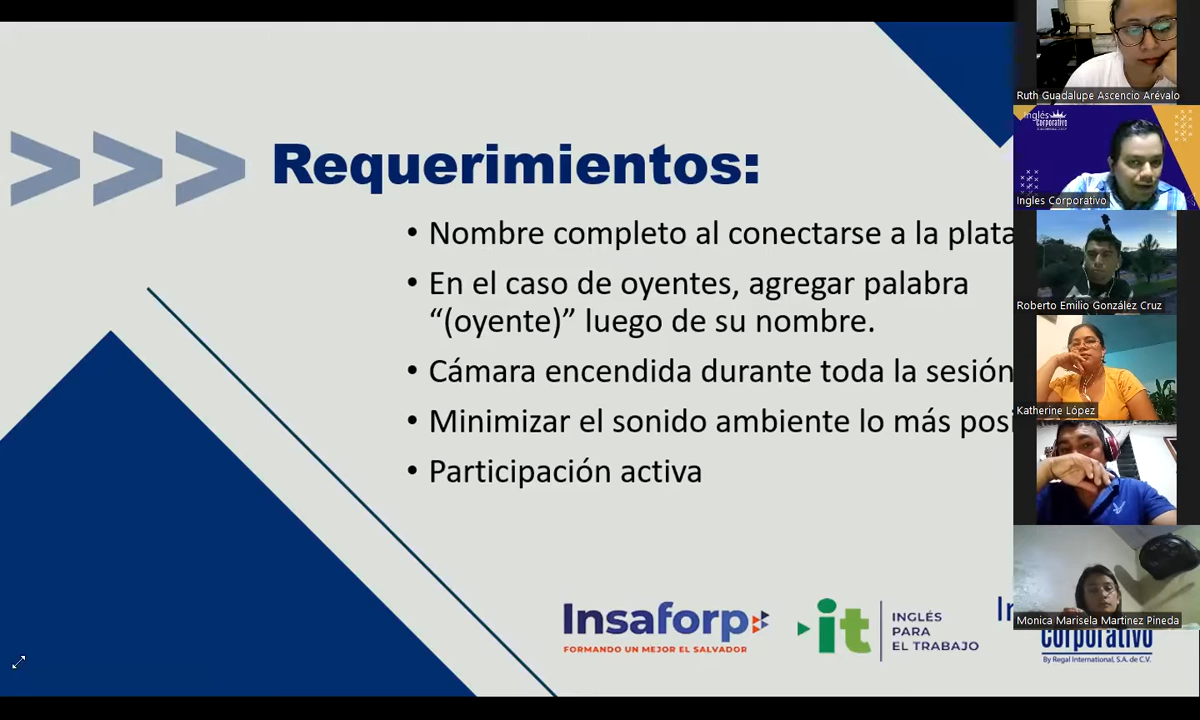 Requerimientos:
• Nombre completo al conectarse a la plata
• En el caso de oyentes, agregar palabra
“(oyente)” luego de su nombre.
• Cámara encendida durante toda la sesión
• Minimizar el sonido ambiente lo más posi
• Participación activa
Insaforp
FORMANDO UN MEJOR EL SALVADOR
it
INGLÉS
PARA
EL TRABAJO
In
corporativo
By Regal International, S.A. de C.V.
Ruth Guadalupe Ascencio Arévalo
Inglés
corporativo
Ingles Corporativo
Roberto Emilio González Cruz
Katherine López
Monica Marisela Martinez Pineda